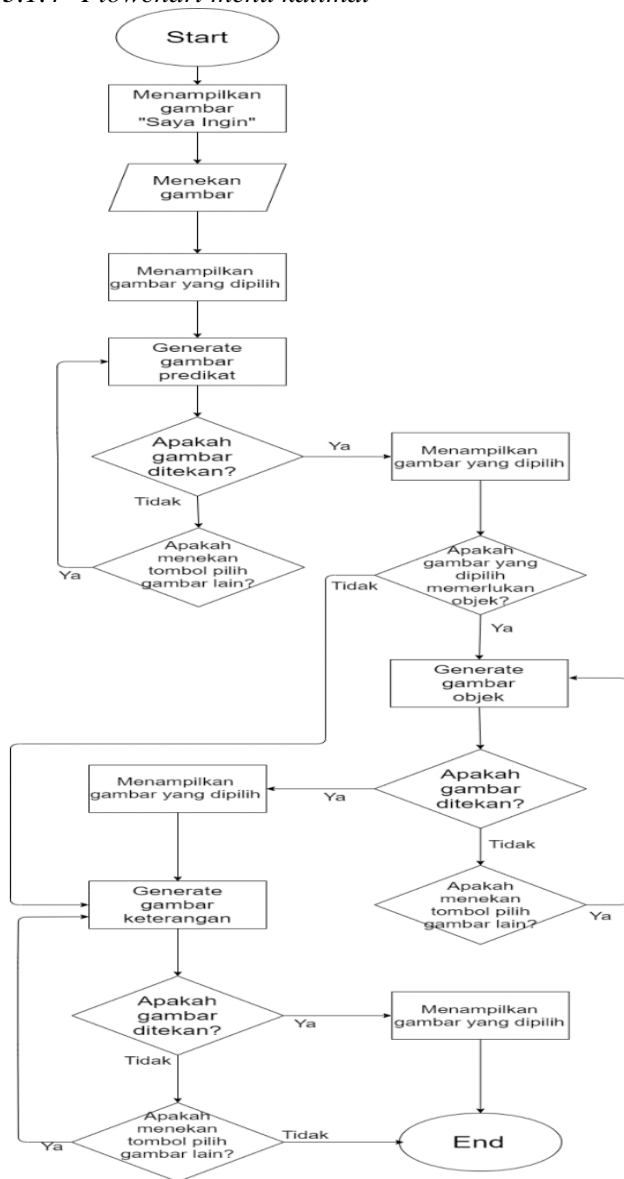 Flowchart menu kalimat
Start
Menampilkan
gambar
"Saya Ingin"
Menekan
gambar
Menampilkan
gambar yang dipilih
Generate
gambar
predikat
Apakah
gambar
ditekan?
Ya
Tidak
Apakah
menekan
tombol pilih
gambar lain?
Ya
Menampilkan
gambar yang dipilih
Apakah
gambar yang
dipilih
memerlukan
objek?
Tidak
Ya
Generate
gambar
objek
Apakah
gambar
ditekan?
Ya
Tidak
Apakah
menekan
tombol pilih
gambar lain?
Ya
Menampilkan
gambar yang dipilih
Generate
gambar
keterangan
Apakah
gambar
ditekan?
Ya
Tidak
Menampilkan
gambar yang dipilih
Apakah
menekan
tombol pilih
gambar lain?
Ya
Tidak
End